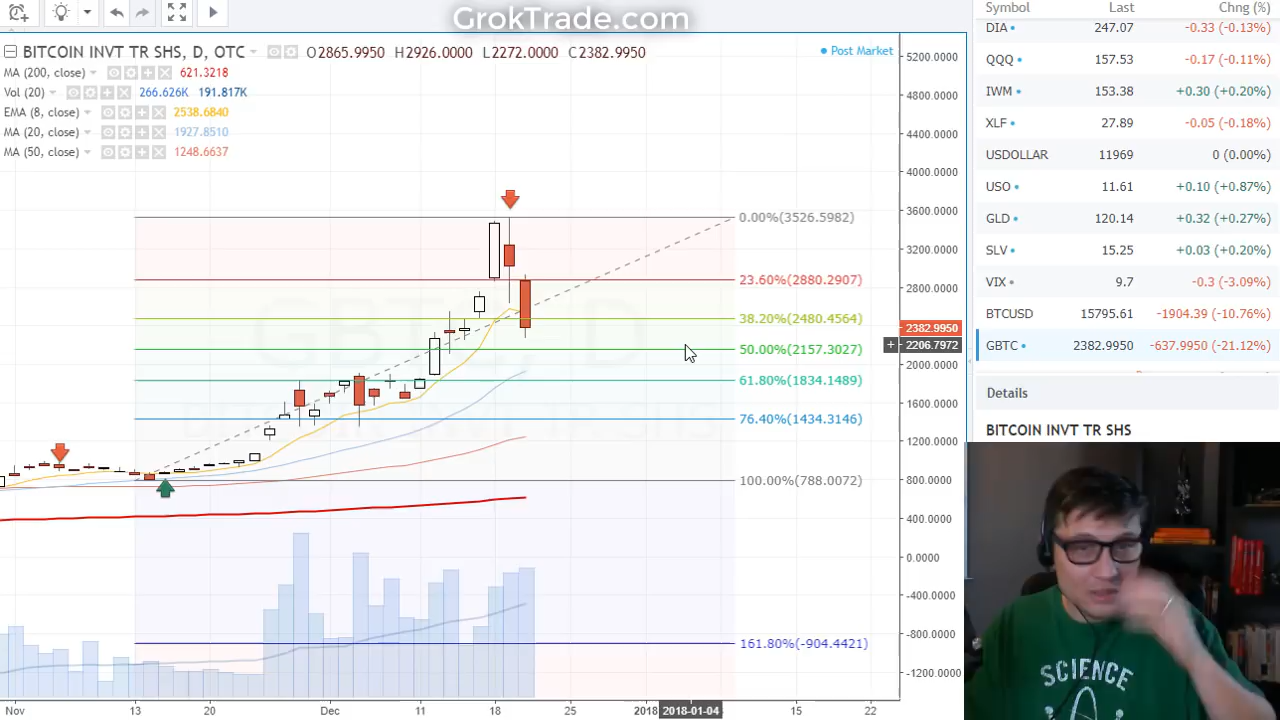 GrokTrade.com
BITCOIN INVT TR SHS, D, OTC O2865.9950 H2926.0000 L2272.0000 C2382.9950
Post Market
MA (200, close) 621.3218
Vol (20) 266.626K 191.817K
EMA (8, close) 2538.6840
MA (20, close) 1927.8510
MA (50, close) 1248.6637
0.00%(3526.5982)
23.60%(2880.2907)
38.20%(2480.4564)
50.00%(2157.3027)
61.80%(1834.1489)
76.40%(1434.3146)
100.00%(788.0072)
161.80%(-904.4421)
5200.0000
4800.0000
4400.0000
4000.0000
3600.0000
3200.0000
2800.0000
2382.9950
2206.7972
2000.0000
1600.0000
1200.0000
800.0000
400.0000
0.0000
-400.0000
-800.0000
-1200.0000
Nov 13 20 Dec 11 18 25 2018 2018-01-04 15 22
Symbol Last Chng (%)
DIA 247.07 -0.33 (-0.13%)
QQQ 157.53 -0.17 (-0.11%)
IWM 153.38 +0.30 (+0.20%)
XLF 27.89 -0.05 (-0.18%)
USDOLLAR 11969 0 (0.00%)
USO 11.61 +0.10 (+0.87%)
GLD 120.14 +0.32 (+0.27%)
SLV 15.25 +0.03 (+0.20%)
VIX 9.7 -0.3 (-3.09%)
BTCUSD 15795.61 -1904.39 (-10.76%)
GBTC 2382.9950 -637.9950 (-21.12%)
Details
BITCOIN INVT TR SHS
SCIENCE